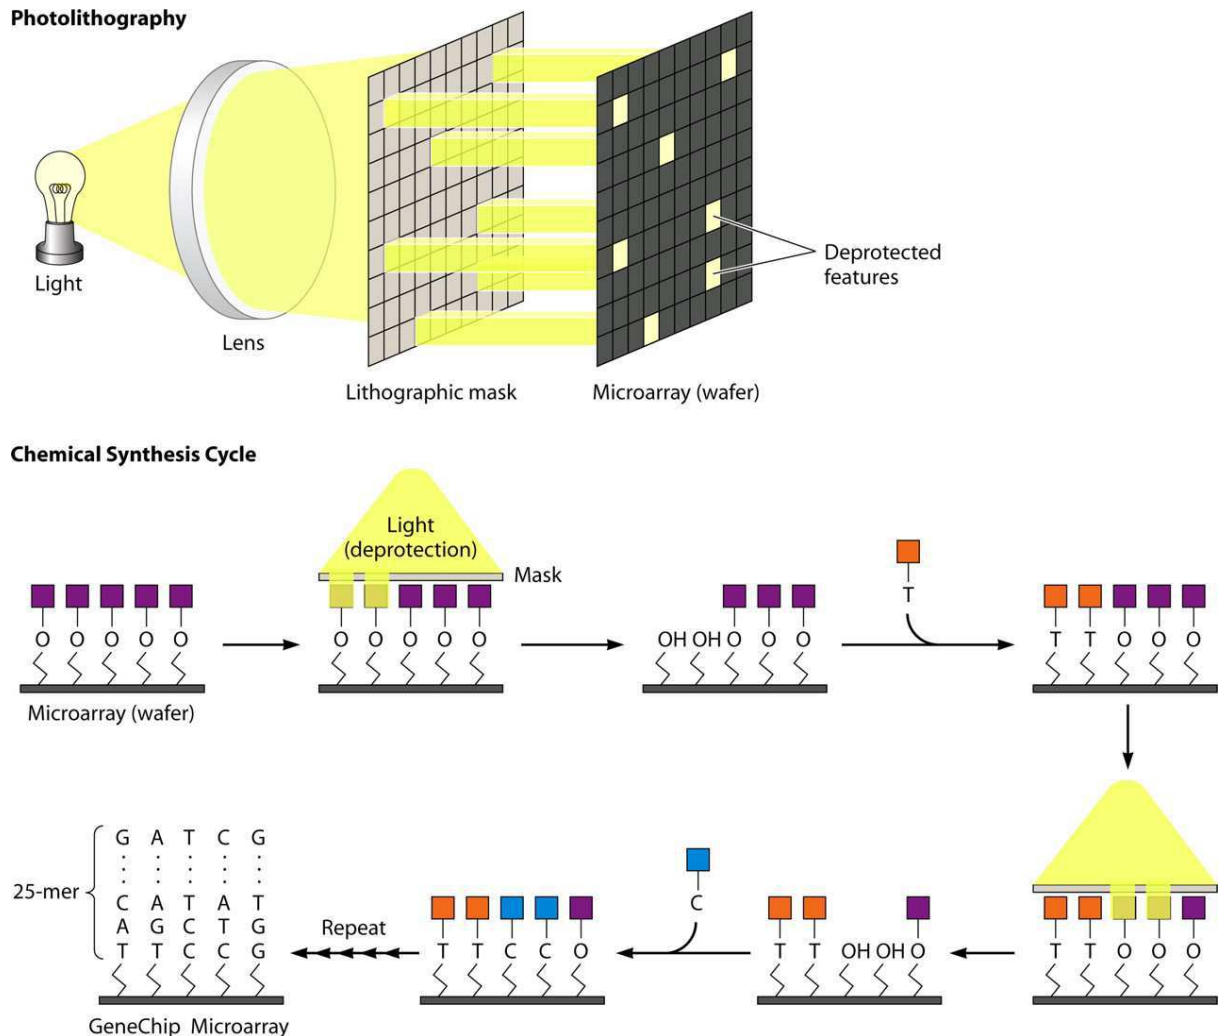 Photolithography
Light
Lens
Lithographic mask
Microarray (wafer)
Deprotected
features
Chemical Synthesis Cycle
Light
(deprotection)
Mask
O O O O O
Microarray (wafer)
O O O O O
OH OH O O O
T
T T O O O
T T O O O
C
T T OH OH O
T T C C O
Repeat
25-mer
G A T C G
C A T A T
A G C T G
T T C C G
GeneChip Microarray